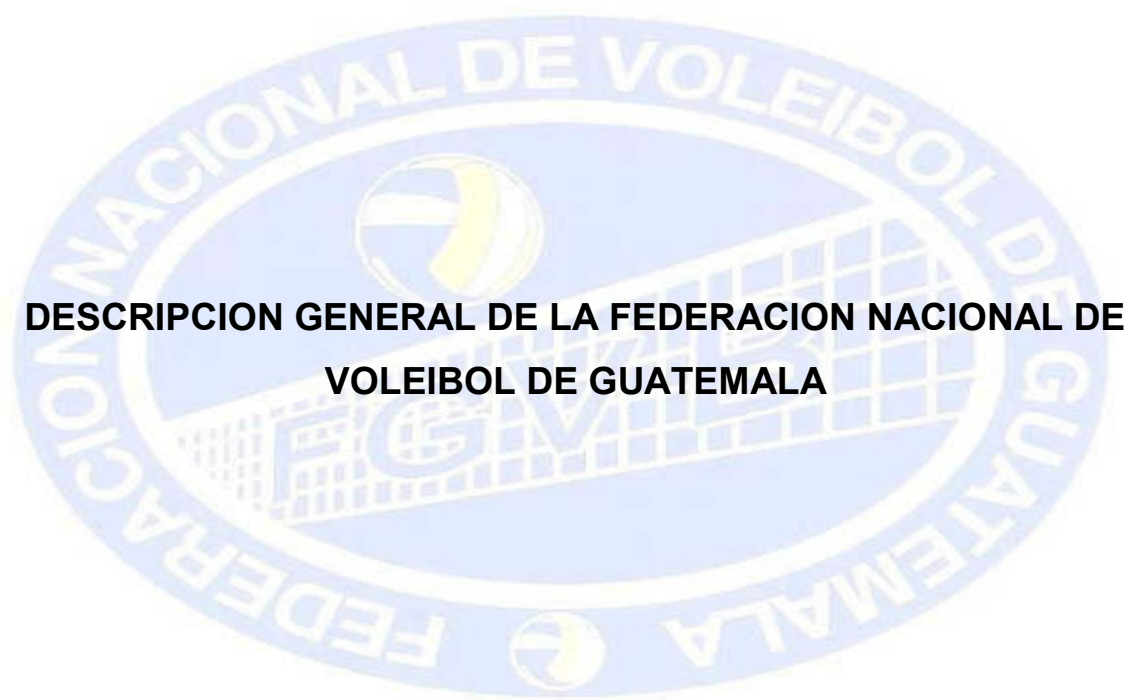 FEDERACION NACIONAL DE VOLEIBOL DE GUATEMALA
DESCRIPCION GENERAL DE LA FEDERACION NACIONAL DE
VOLEIBOL DE GUATEMALA
FGVB